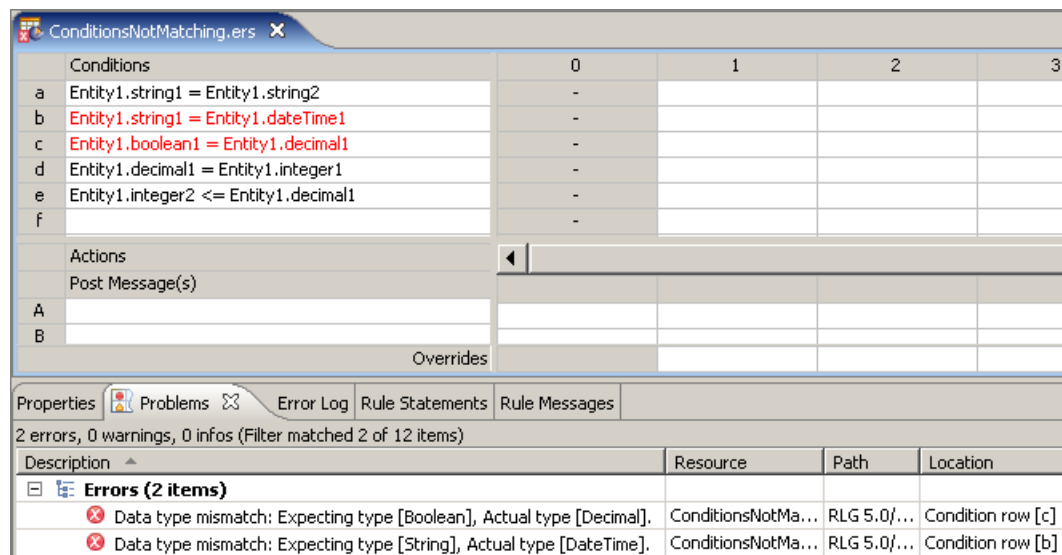 ConditionsNotMatching.ers
Conditions 0 1 2 3
a Entity1.string1 = Entity1.string2 -
b Entity1.string1 = Entity1.dateTime1 -
c Entity1.boolean1 = Entity1.decimal1 -
d Entity1.decimal1 = Entity1.integer1 -
e Entity1.integer2 <= Entity1.decimal1 -
f -
Actions
Post Message(s)
A
B
Overrides
Properties Problems Error Log Rule Statements Rule Messages
2 errors, 0 warnings, 0 infos (Filter matched 2 of 12 items)
Description Resource Path Location
Errors (2 items)
Data type mismatch: Expecting type [Boolean], Actual type [Decimal]. ConditionsNotMa... RLG 5.0/... Condition row [c]
Data type mismatch: Expecting type [String], Actual type [DateTime]. ConditionsNotMa... RLG 5.0/... Condition row [b]